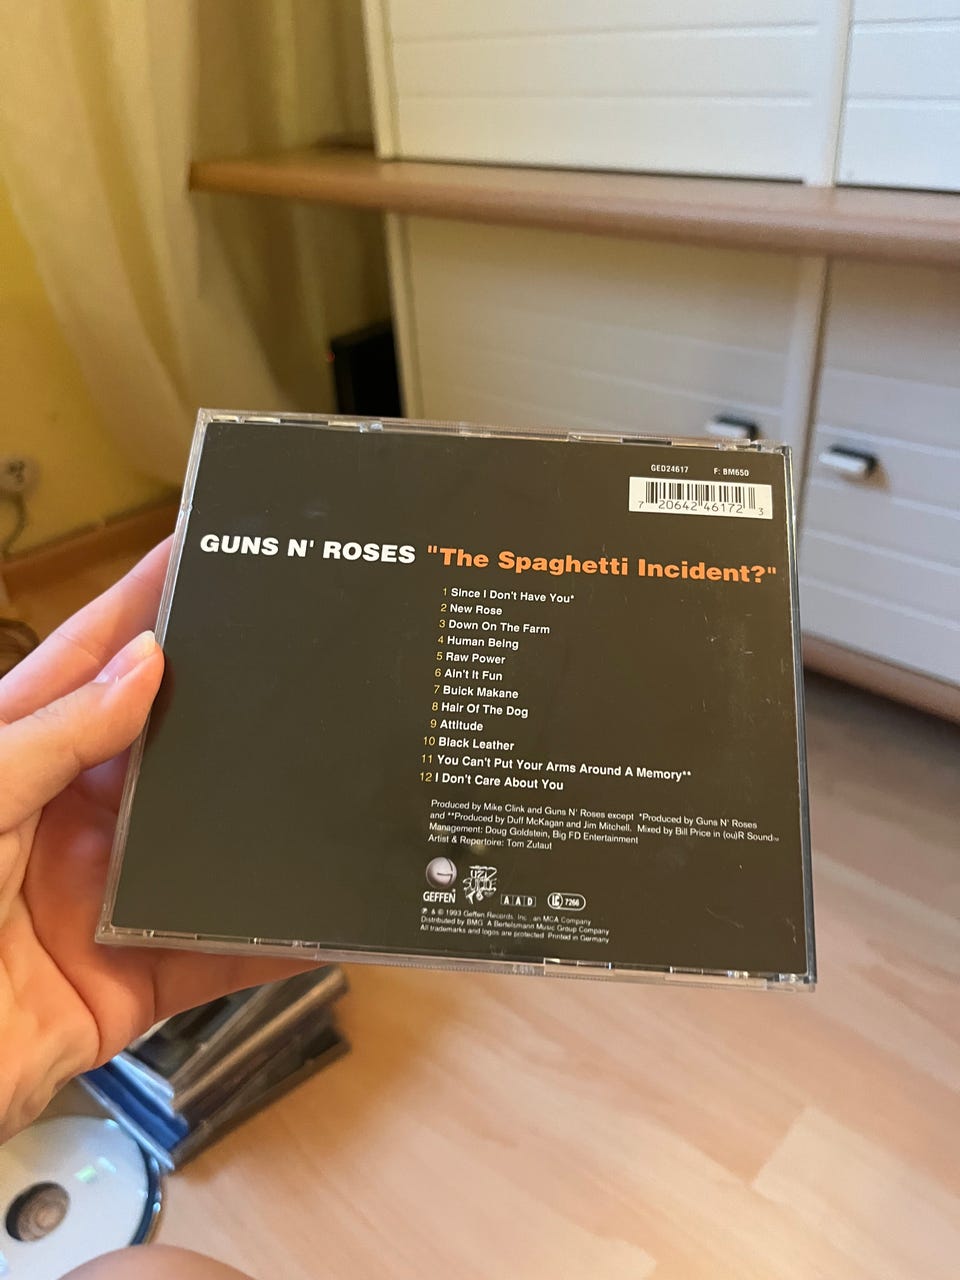 GED24617 F: BM650
7 20642 46172 3
GUNS N' ROSES "The Spaghetti Incident?"
1 Since I Don't Have You*
2 New Rose
3 Down On The Farm
4 Human Being
5 Raw Power
6 Ain't It Fun
7 Buick Makane
8 Hair Of The Dog
9 Attitude
10 Black Leather
11 You Can't Put Your Arms Around A Memory**
12 I Don't Care About You
Produced by Mike Clink and Guns N' Roses except *Produced by Guns N' Roses
and **Produced by Duff McKagan and Jim Mitchell. Mixed by Bill Price in (ou)R Sound™
Management: Doug Goldstein, Big FD Entertainment
Artist & Repertoire: Tom Zutaut
GEFFEN
UZI
SUICIDE
AAD
LC 7266
℗ & © 1993 Geffen Records, Inc., an MCA Company
Distributed by BMG. A Bertelsmann Music Group Company
All trademarks and logos are protected. Printed in Germany